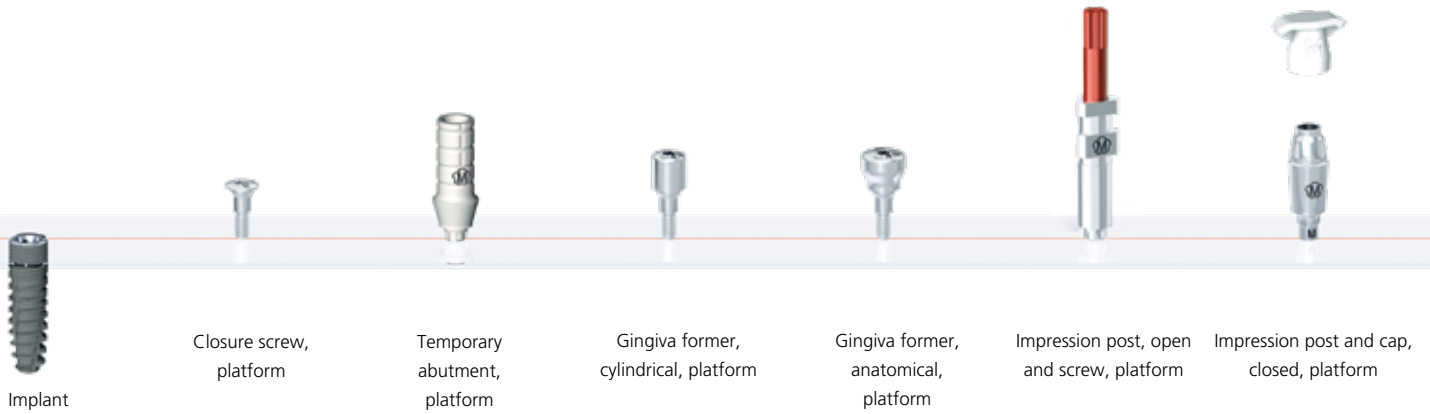 Implant
Closure screw,
platform
Temporary
abutment,
platform
Gingiva former,
cylindrical, platform
Gingiva former,
anatomical,
platform
Impression post, open
and screw, platform
Impression post and cap,
closed, platform